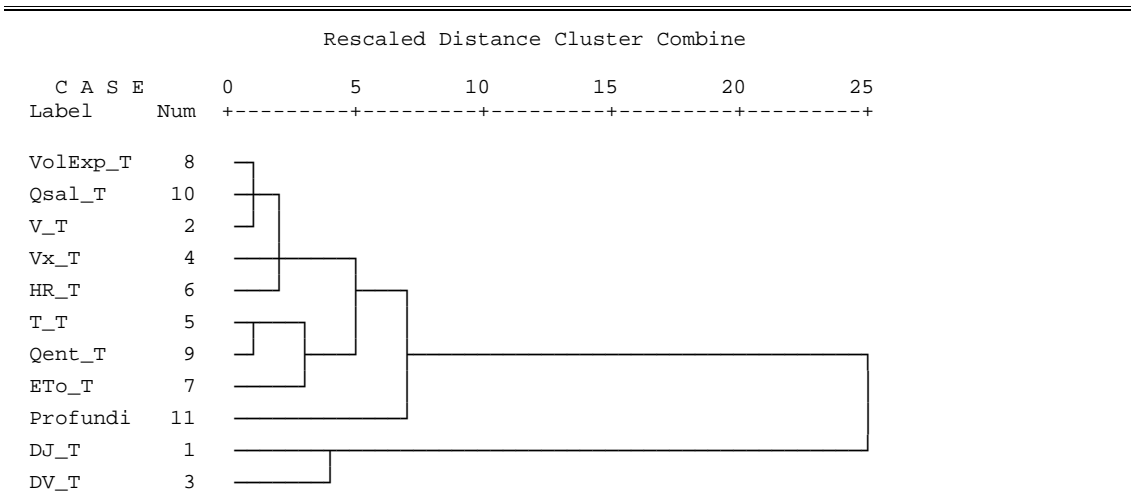 Rescaled Distance Cluster Combine
C A S E 0 5 10 15 20 25
Label Num +---------+---------+---------+---------+---------+
VolExp_T 8
Qsal_T 10
V_T 2
Vx_T 4
HR_T 6
T_T 5
Qent_T 9
ETo_T 7
Profundi 11
DJ_T 1
DV_T 3